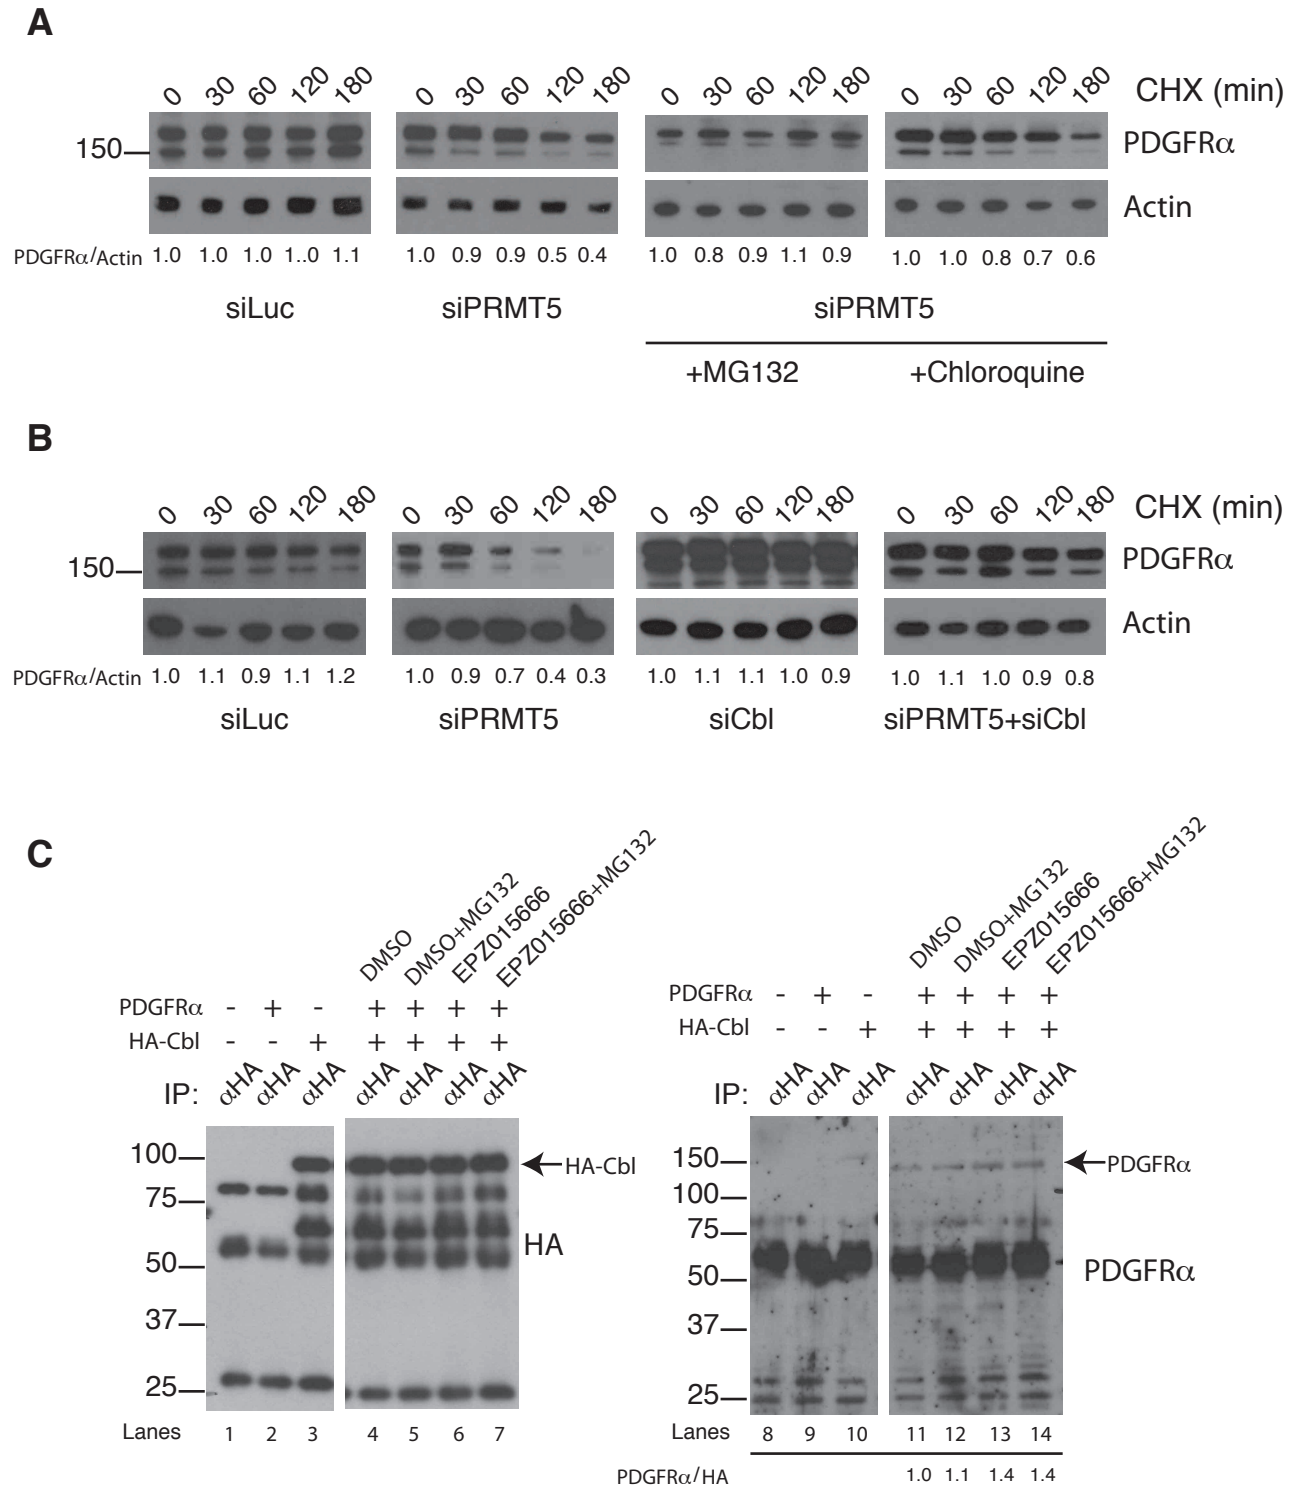 A
0 30 60 120 180 0 30 60 120 180 0 30 60 120 180 0 30 60 120 180 CHX (min)
150 PDGFRα
Actin
PDGFRα/Actin 1.0 1.0 1.0 1..0 1.1 1.0 0.9 0.9 0.5 0.4 1.0 0.8 0.9 1.1 0.9 1.0 1.0 0.8 0.7 0.6
siLuc siPRMT5 siPRMT5
+MG132 +Chloroquine
B
0 30 60 120 180 0 30 60 120 180 0 30 60 120 180 0 30 60 120 180 CHX (min)
150 PDGFRα
Actin
PDGFRα/Actin 1.0 1.1 0.9 1.1 1.2 1.0 0.9 0.7 0.4 0.3 1.0 1.1 1.1 1.0 0.9 1.0 1.1 1.0 0.9 0.8
siLuc siPRMT5 siCbl siPRMT5+siCbl
C
DMSO DMSO+MG132 EPZ015666 EPZ015666+MG132
PDGFRα - + - + + + +
HA-Cbl - - + + + + +
IP: αHA αHA αHA αHA αHA αHA αHA
100 HA-Cbl
75
HA
50
37
25
Lanes 1 2 3 4 5 6 7
DMSO DMSO+MG132 EPZ015666 EPZ015666+MG132
PDGFRα - + - + + + +
HA-Cbl - - + + + + +
IP: αHA αHA αHA αHA αHA αHA αHA
150 PDGFRα
100
75
50 PDGFRα
37
25
Lanes 8 9 10 11 12 13 14
PDGFRα/HA 1.0 1.1 1.4 1.4